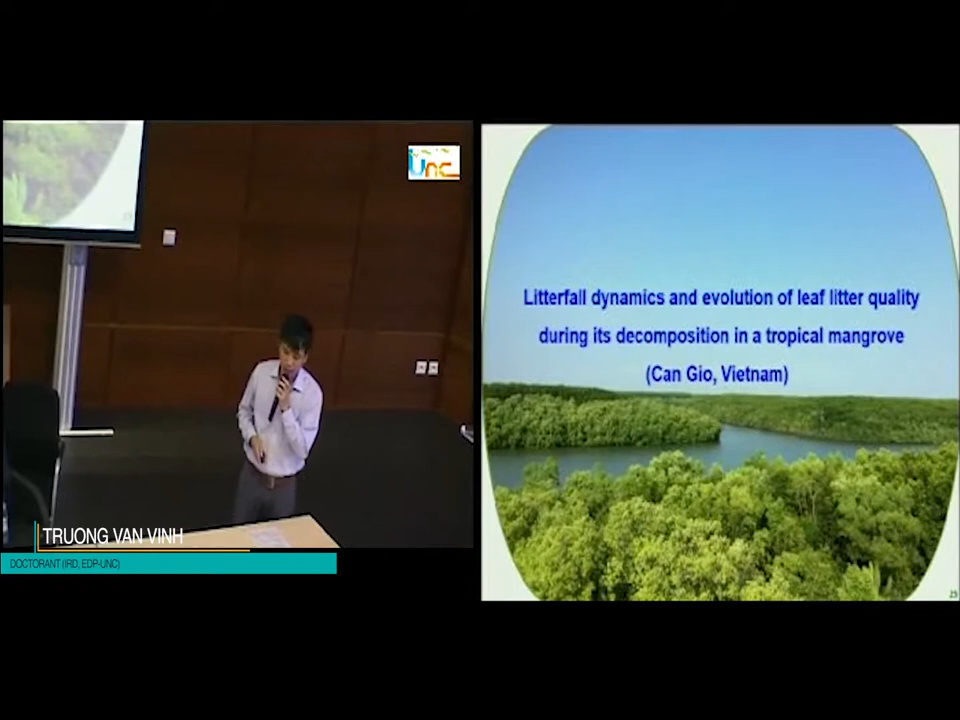 Unc
Litterfall dynamics and evolution of leaf litter quality
during its decomposition in a tropical mangrove
(Can Gio, Vietnam)
TRUONG VAN VINH
DOCTORANT (IRD, EDP-UNC)